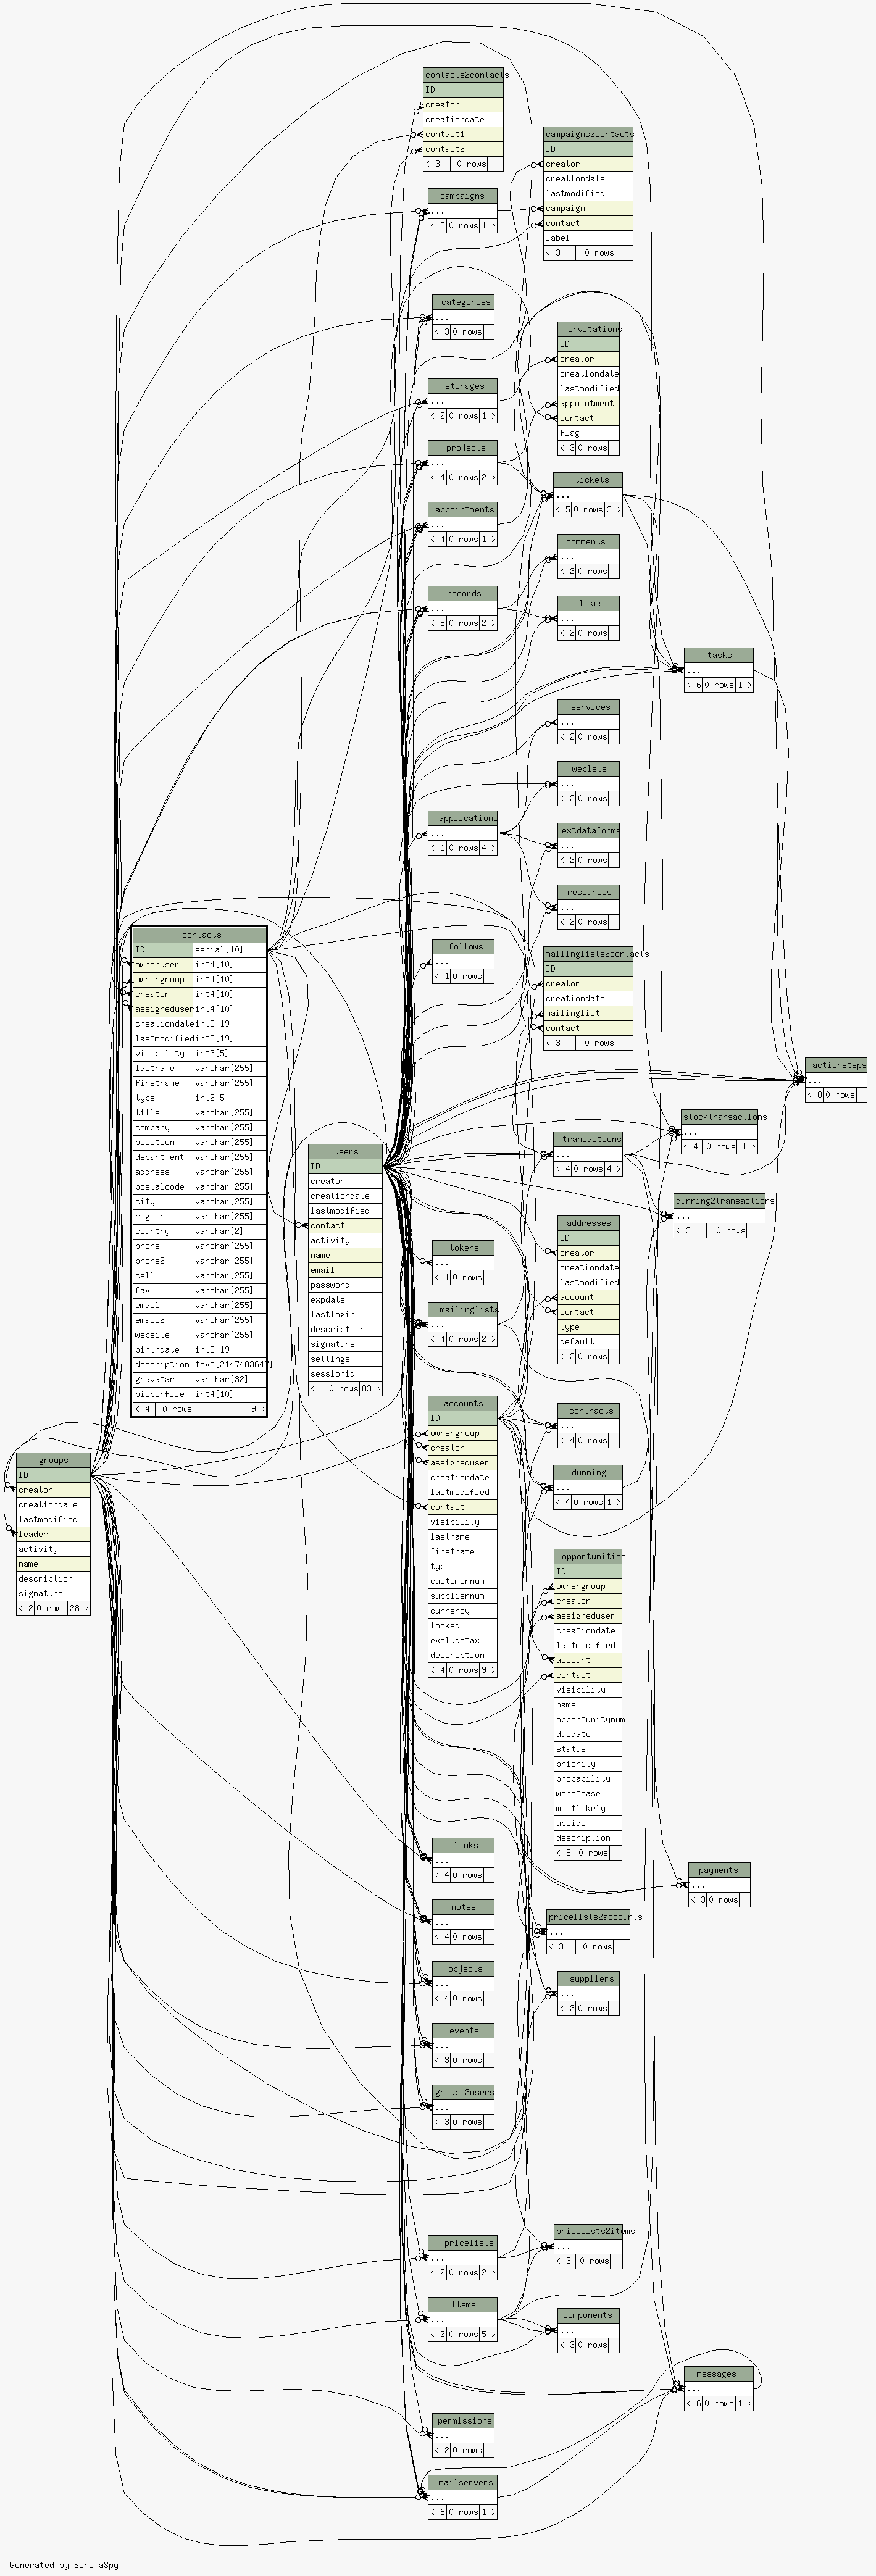 contacts2contacts
ID
creator
creationdate
contact1
contact2
< 3 0 rows
campaigns2contacts
ID
creator
creationdate
lastmodified
campaign
contact
label
< 3 0 rows
campaigns
...
< 3 0 rows 1 >
categories
...
< 3 0 rows
invitations
ID
creator
creationdate
lastmodified
appointment
contact
flag
< 3 0 rows
storages
...
< 2 0 rows 1 >
projects
...
< 4 0 rows 2 >
tickets
...
< 5 0 rows 3 >
appointments
...
< 4 0 rows 1 >
comments
...
< 2 0 rows
records
...
< 5 0 rows 2 >
likes
...
< 2 0 rows
tasks
...
< 6 0 rows 1 >
services
...
< 2 0 rows
weblets
...
< 2 0 rows
applications
...
< 1 0 rows 4 >
extdataforms
...
< 2 0 rows
resources
...
< 2 0 rows
contacts
ID serial[10]
owneruser int4[10]
ownergroup int4[10]
creator int4[10]
assigneduser int4[10]
creationdate int8[19]
lastmodified int8[19]
visibility int2[5]
lastname varchar[255]
firstname varchar[255]
type int2[5]
title varchar[255]
company varchar[255]
position varchar[255]
department varchar[255]
address varchar[255]
postalcode varchar[255]
city varchar[255]
region varchar[255]
country varchar[2]
phone varchar[255]
phone2 varchar[255]
cell varchar[255]
fax varchar[255]
email varchar[255]
email2 varchar[255]
website varchar[255]
birthdate int8[19]
description text[2147483647]
gravatar varchar[32]
picbinfile int4[10]
< 4 0 rows 9 >
follows
...
< 1 0 rows
mailinglists2contacts
ID
creator
creationdate
mailinglist
contact
< 3 0 rows
actionsteps
...
< 8 0 rows
stocktransactions
...
< 4 0 rows 1 >
transactions
...
< 4 0 rows 4 >
users
ID
creator
creationdate
lastmodified
contact
activity
name
email
password
expdate
lastlogin
description
signature
settings
sessionid
< 1 0 rows 83 >
dunning2transactions
...
< 3 0 rows
addresses
ID
creator
creationdate
lastmodified
account
contact
type
default
< 3 0 rows
tokens
...
< 1 0 rows
mailinglists
...
< 4 0 rows 2 >
accounts
ID
ownergroup
creator
assigneduser
creationdate
lastmodified
contact
visibility
lastname
firstname
type
customernum
suppliernum
currency
locked
excludetax
description
< 4 0 rows 9 >
contracts
...
< 4 0 rows
groups
ID
creator
creationdate
lastmodified
leader
activity
name
description
signature
< 2 0 rows 28 >
dunning
...
< 4 0 rows 1 >
opportunities
ID
ownergroup
creator
assigneduser
creationdate
lastmodified
account
contact
visibility
name
opportunitynum
duedate
status
priority
probability
worstcase
mostlikely
upside
description
< 5 0 rows
links
...
< 4 0 rows
payments
...
< 3 0 rows
notes
...
< 4 0 rows
pricelists2accounts
...
< 3 0 rows
objects
...
< 4 0 rows
suppliers
...
< 3 0 rows
events
...
< 3 0 rows
groups2users
...
< 3 0 rows
pricelists2items
...
< 3 0 rows
pricelists
...
< 2 0 rows 2 >
items
...
< 2 0 rows 5 >
components
...
< 3 0 rows
messages
...
< 6 0 rows 1 >
permissions
...
< 2 0 rows
mailservers
...
< 6 0 rows 1 >
Generated by SchemaSpy